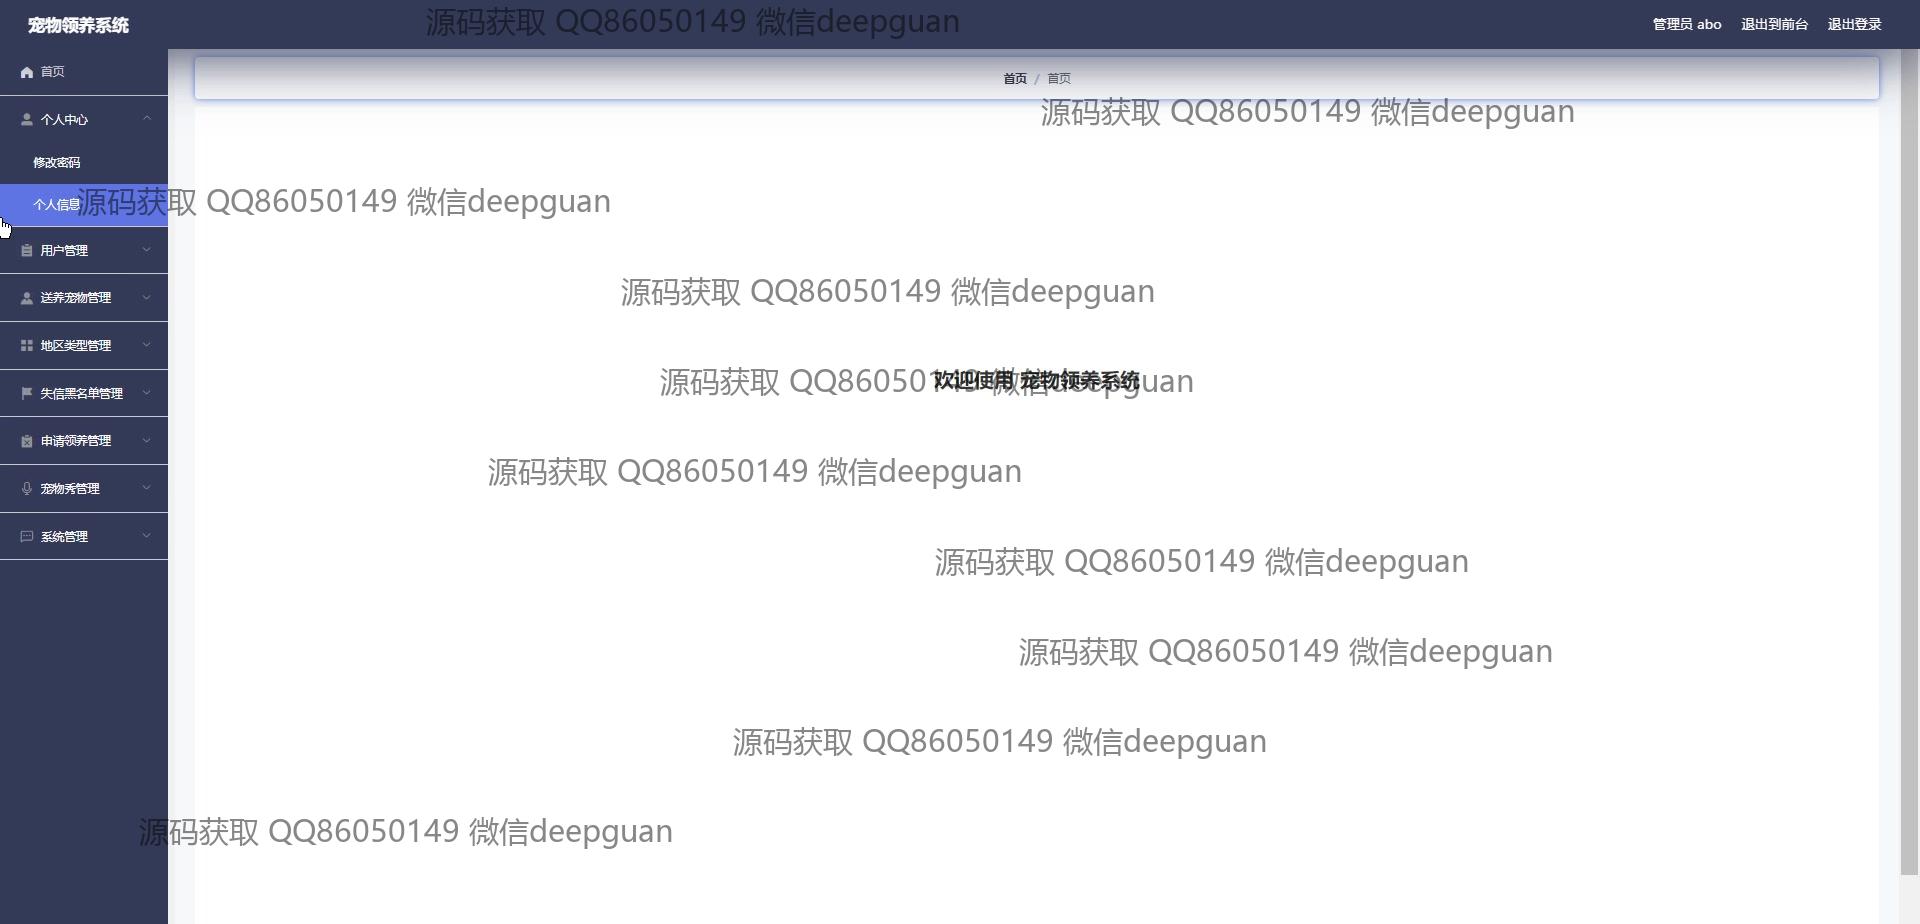 宠物领养系统
源码获取 QQ86050149 微信deepguan
管理员 abo
退出到前台
退出登录
首页
首页 / 首页
个人中心
源码获取 QQ86050149 微信deepguan
修改密码
个人信息
源码获取 QQ86050149 微信deepguan
用户管理
送养宠物管理
源码获取 QQ86050149 微信deepguan
地区类型管理
源码获取 QQ86050149 微信deepguan
欢迎使用 宠物领养系统
失信黑名单管理
申请领养管理
源码获取 QQ86050149 微信deepguan
宠物秀管理
系统管理
源码获取 QQ86050149 微信deepguan
源码获取 QQ86050149 微信deepguan
源码获取 QQ86050149 微信deepguan
源码获取 QQ86050149 微信deepguan